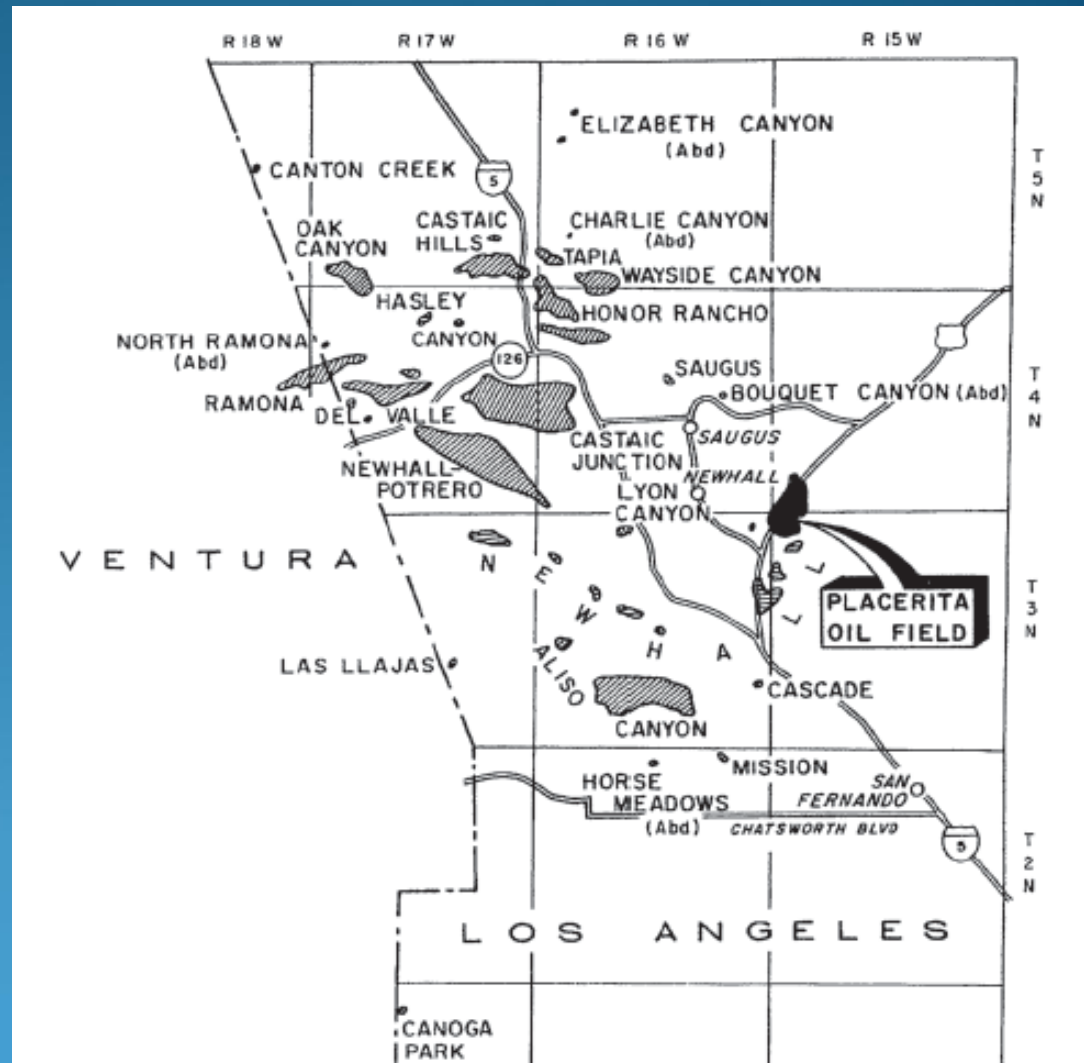 R 18 W
R 17 W
R 16 W
R 15 W
ELIZABETH CANYON
(Abd)
T
5
N
CANTON CREEK
5
OAK
CANYON
CASTAIC
HILLS
CHARLIE CANYON
(Abd)
TAPIA
WAYSIDE CANYON
HASLEY
CANYON
HONOR RANCHO
NORTH RAMONA
(Abd)
126
SAUGUS
BOUQUET CANYON (Abd)
T
4
N
RAMONA
DEL VALLE
CASTAIC
JUNCTION
SAUGUS
NEWHALL-
POTRERO
NEWHALL
LYON
CANYON
VENTURA
NEWHALL
PLACERITA
OIL FIELD
T
3
N
LAS LLAJAS
ALISO
CANYON
CASCADE
HORSE
MEADOWS
(Abd)
MISSION
SAN
FERNANDO
CHATSWORTH BLVD
5
T
2
N
LOS ANGELES
CANOGA
PARK